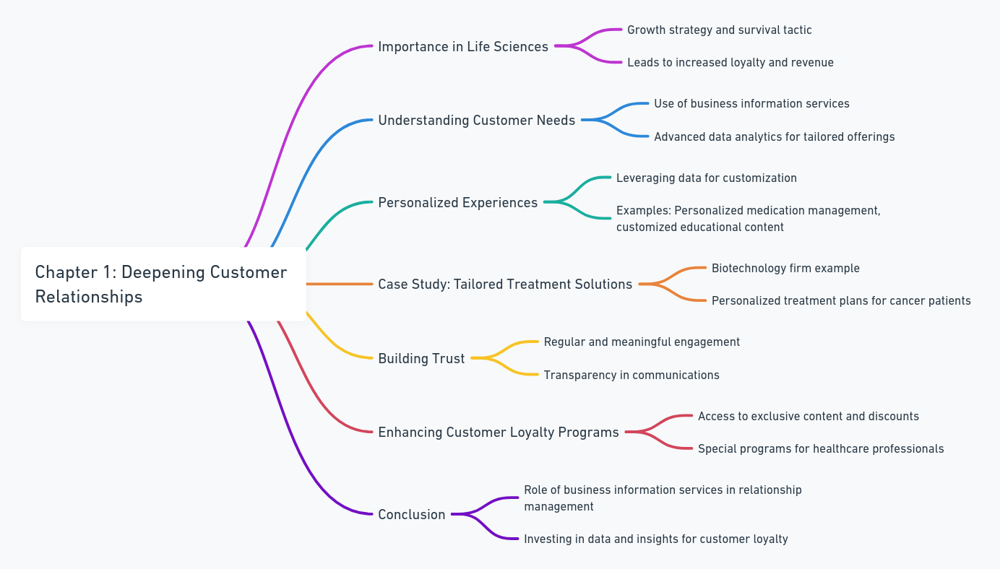 Chapter 1: Deepening Customer
Relationships
Importance in Life Sciences
Growth strategy and survival tactic
Leads to increased loyalty and revenue
Understanding Customer Needs
Use of business information services
Advanced data analytics for tailored offerings
Personalized Experiences
Leveraging data for customization
Examples: Personalized medication management,
customized educational content
Case Study: Tailored Treatment Solutions
Biotechnology firm example
Personalized treatment plans for cancer patients
Building Trust
Regular and meaningful engagement
Transparency in communications
Enhancing Customer Loyalty Programs
Access to exclusive content and discounts
Special programs for healthcare professionals
Conclusion
Role of business information services in relationship
management
Investing in data and insights for customer loyalty